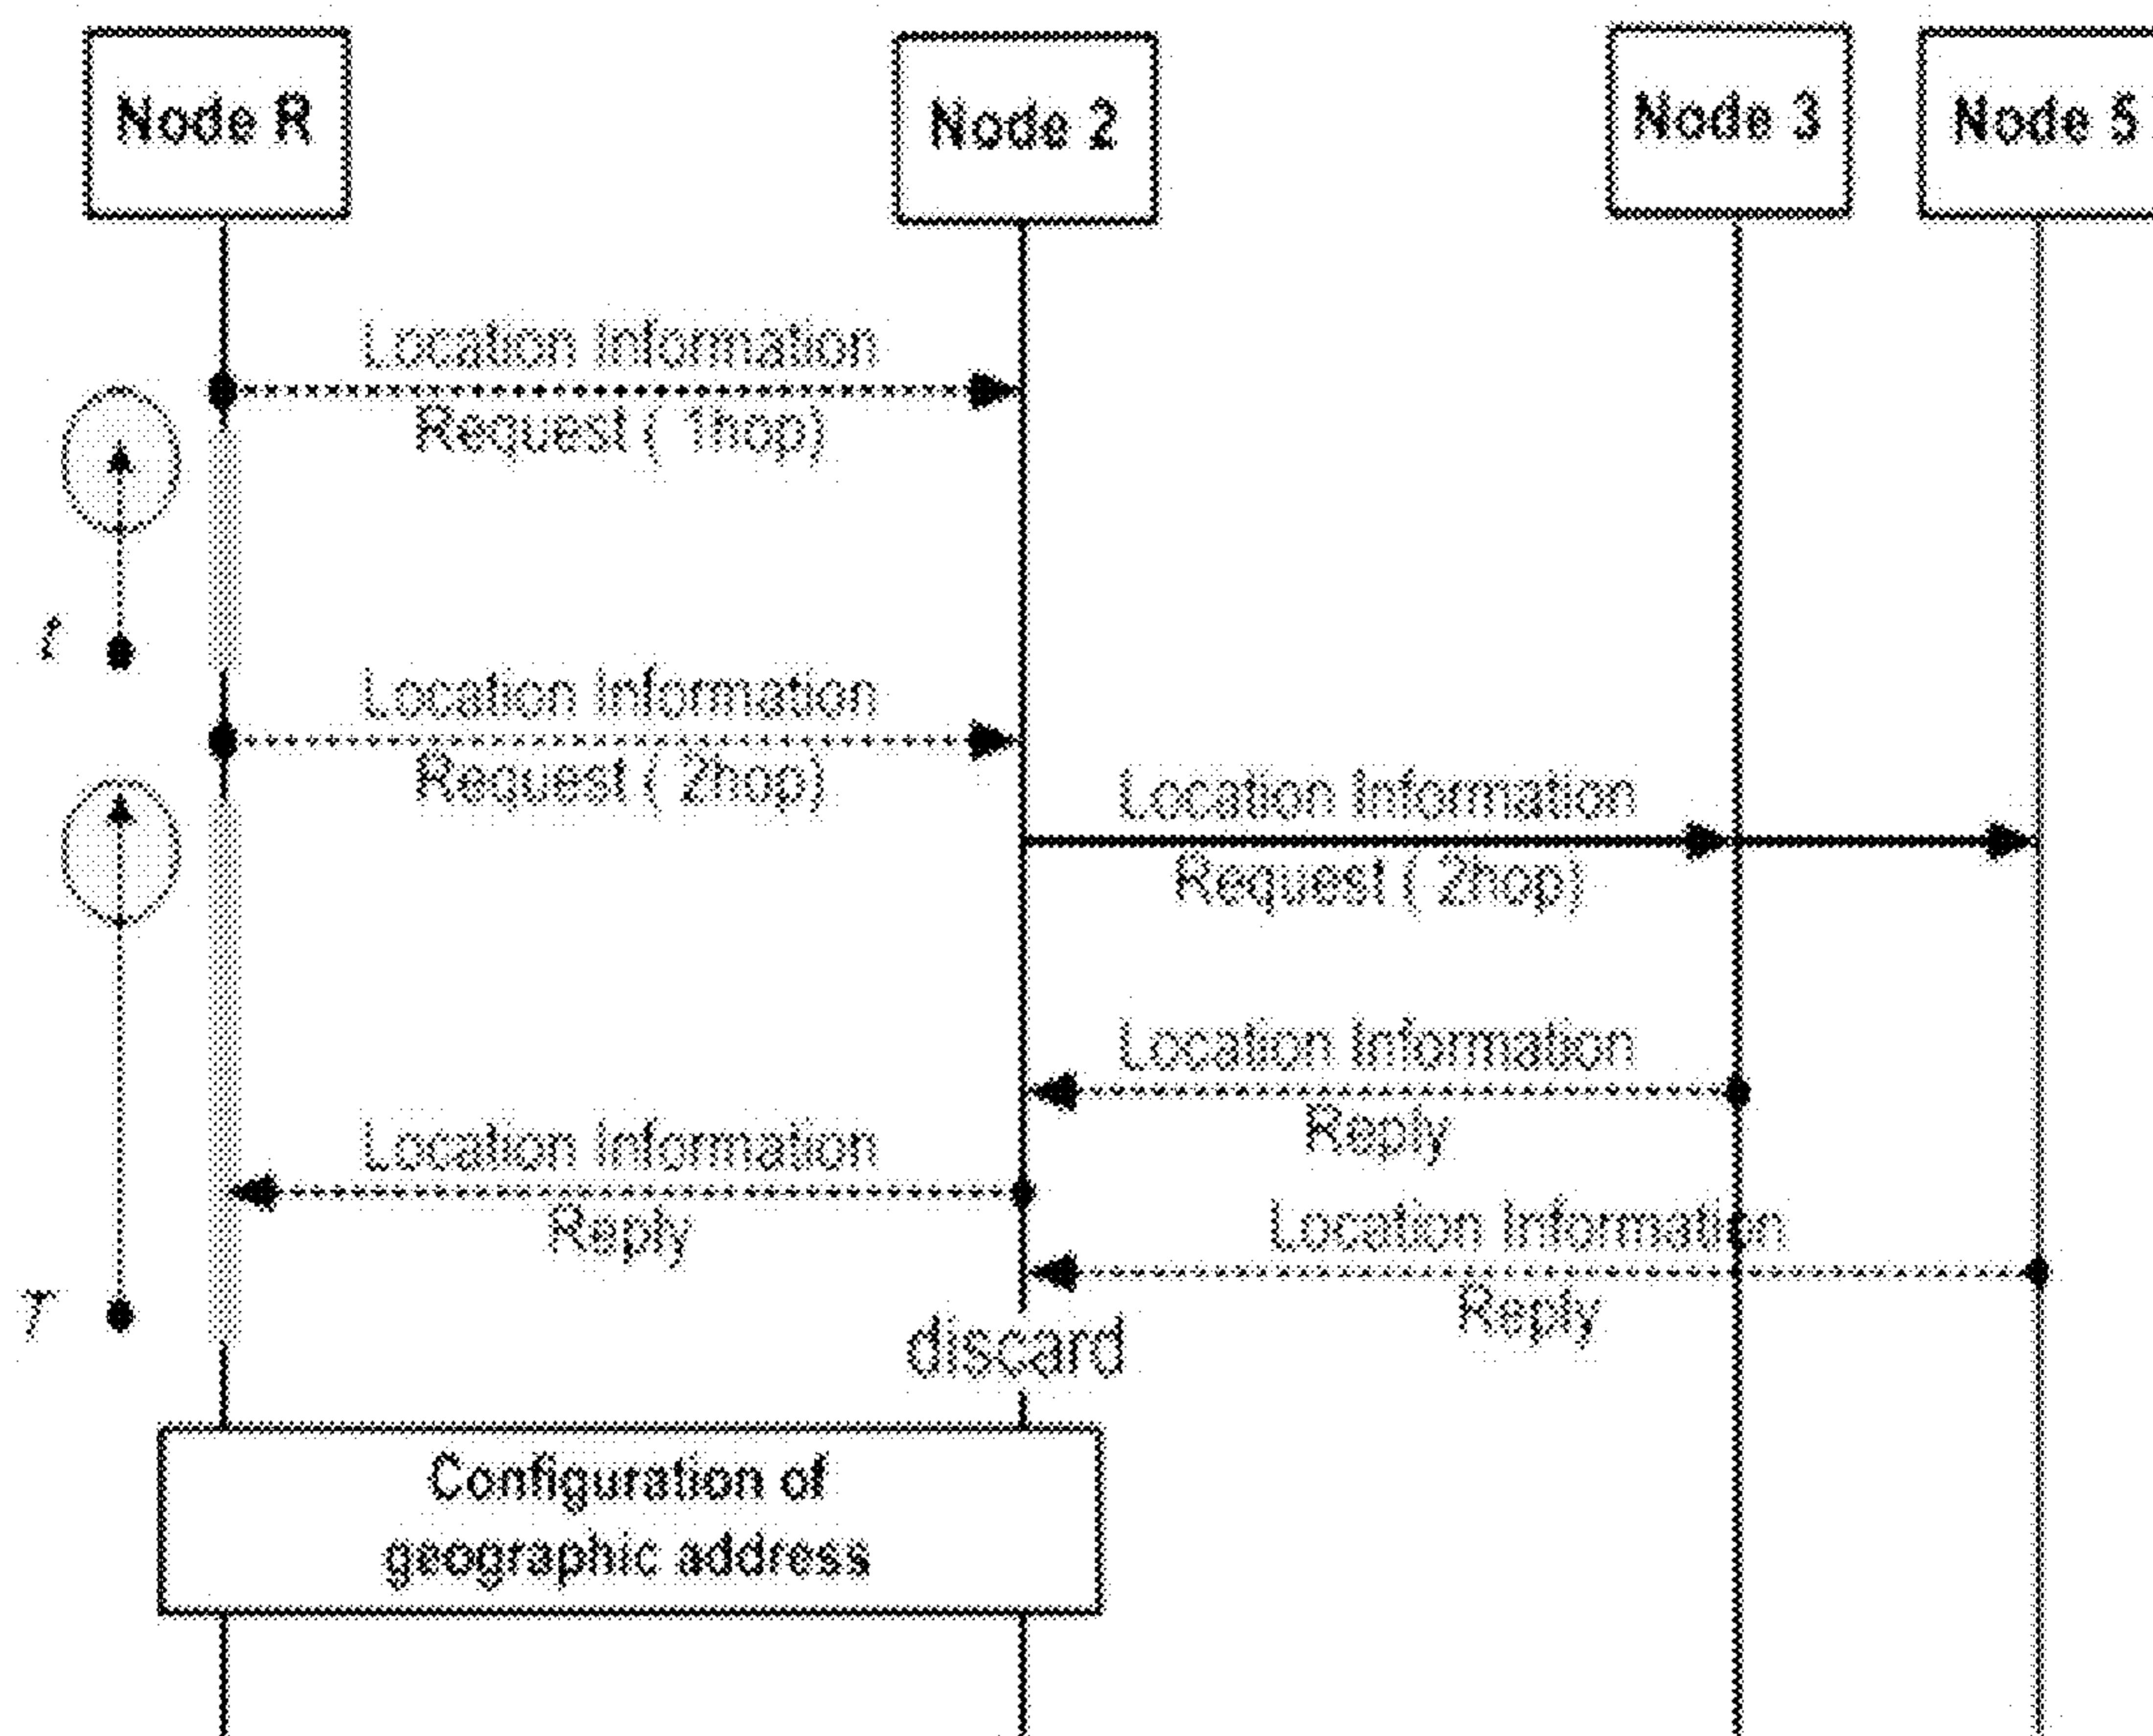 Node R
Node 2
Node 3
Node 5
Location Information
Request ( 1hop)
t
Location Information
Request ( 2hop)
Location Information
Request ( 2hop)
Location Information
Reply
Location Information
Reply
Location Information
Reply
T
discard
Configuration of
geographic address